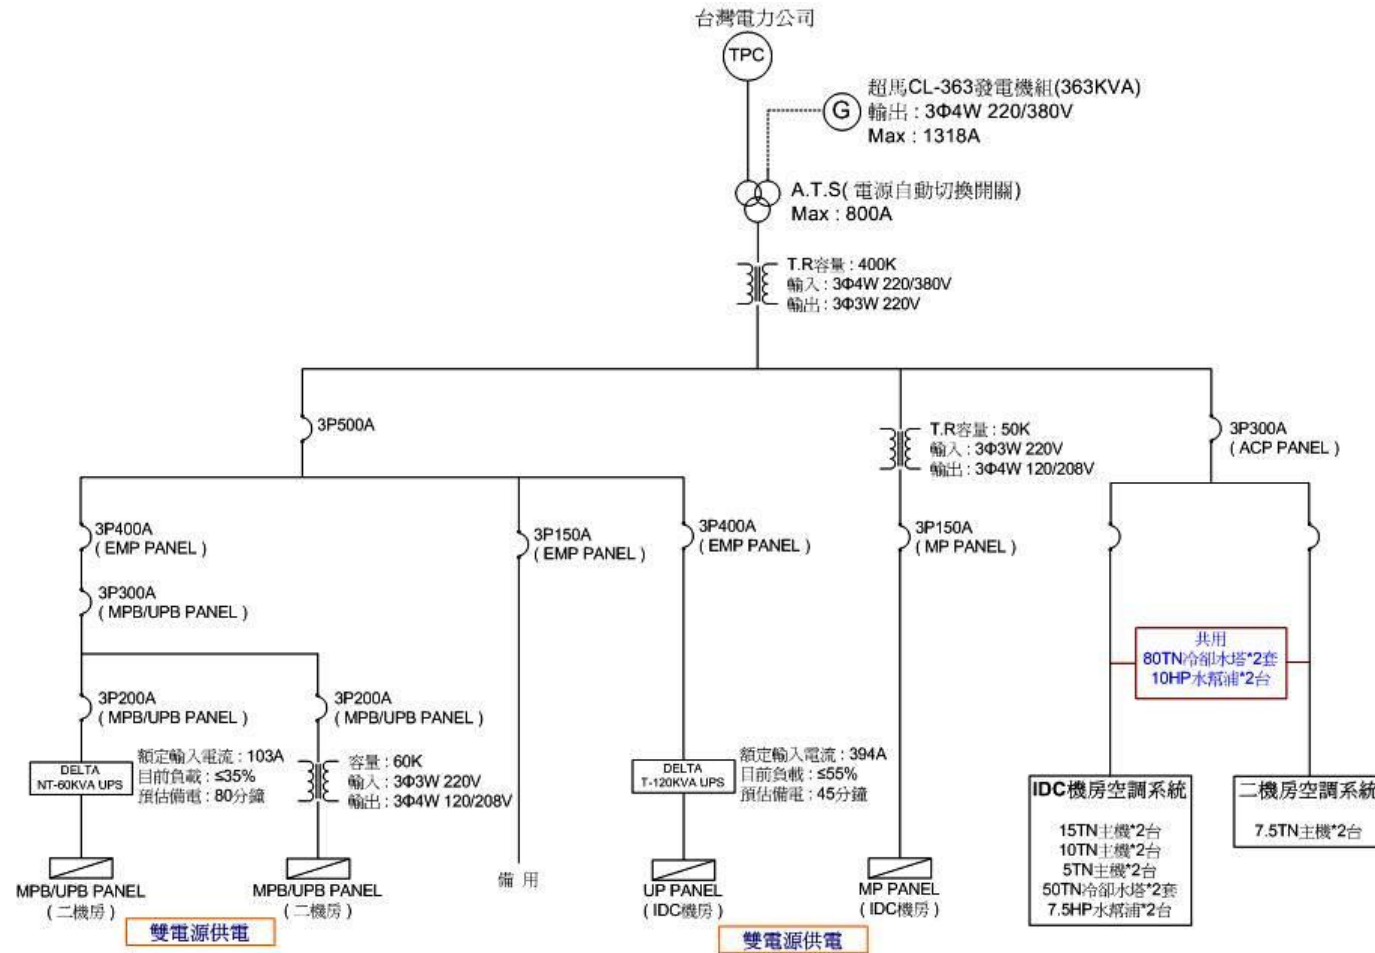 台灣電力公司
TPC
超馬CL-363發電機組(363KVA)
G
輸出 : 3Φ4W 220/380V
Max : 1318A
A.T.S( 電源自動切換開關)
Max : 800A
T.R容量 : 400K
輸入 : 3Φ4W 220/380V
輸出 : 3Φ3W 220V
3P500A
T.R容量 : 50K
輸入 : 3Φ3W 220V
輸出 : 3Φ4W 120/208V
3P300A
( ACP PANEL )
3P400A
( EMP PANEL )
3P150A
( EMP PANEL )
3P400A
( EMP PANEL )
3P150A
( MP PANEL )
3P300A
( MPB/UPB PANEL )
共用
80TN冷卻水塔*2套
10HP水幫浦*2台
3P200A
( MPB/UPB PANEL )
3P200A
( MPB/UPB PANEL )
DELTA
NT-60KVA UPS
額定輸入電流 : 103A
目前負載 : ≤35%
預估備電 : 80分鐘
容量 : 60K
輸入 : 3Φ3W 220V
輸出 : 3Φ4W 120/208V
DELTA
T-120KVA UPS
額定輸入電流 : 394A
目前負載 : ≤55%
預估備電 : 45分鐘
IDC機房空調系統
15TN主機*2台
10TN主機*2台
5TN主機*2台
50TN冷卻水塔*2套
7.5HP水幫浦*2台
二機房空調系統
7.5TN主機*2台
MPB/UPB PANEL
( 二機房 )
MPB/UPB PANEL
( 二機房 )
備 用
UP PANEL
( IDC機房 )
MP PANEL
( IDC機房 )
雙電源供電
雙電源供電